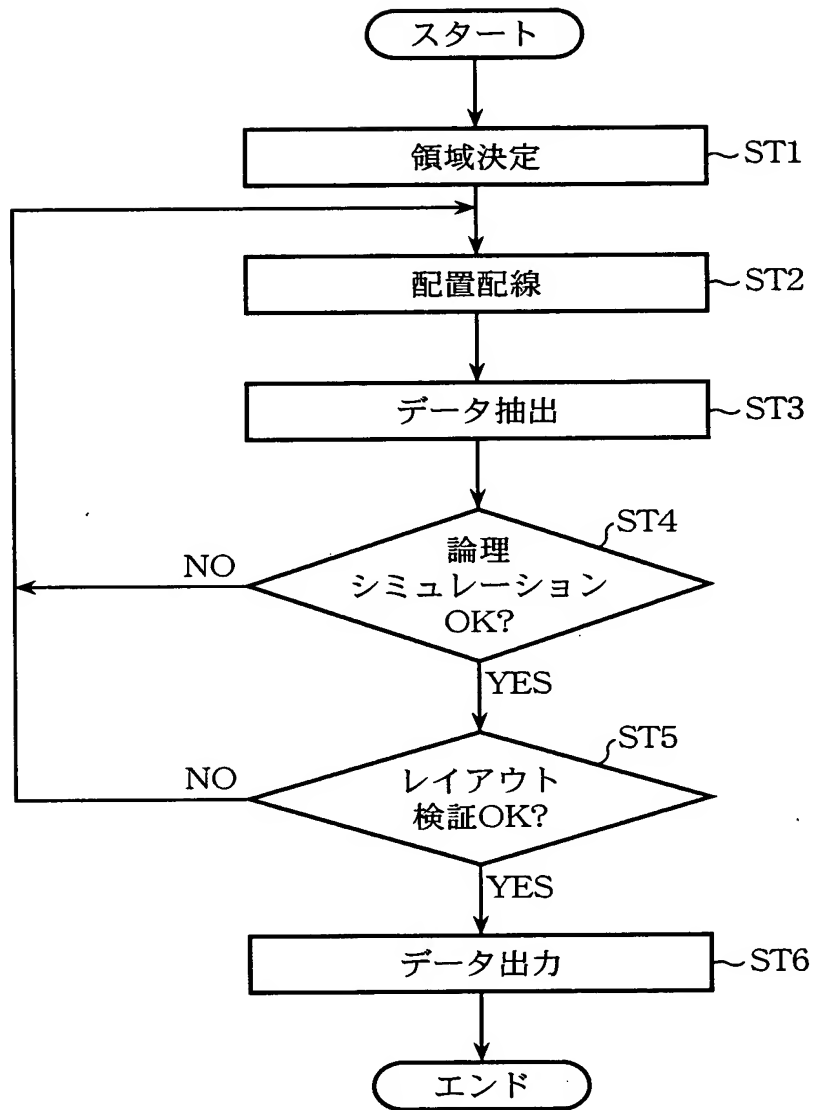 スタート
領域決定
ST1
配置配線
ST2
データ抽出
ST3
ST4
論理
シミュレーション
OK?
NO
YES
ST5
レイアウト
検証OK?
NO
YES
データ出力
ST6
エンド